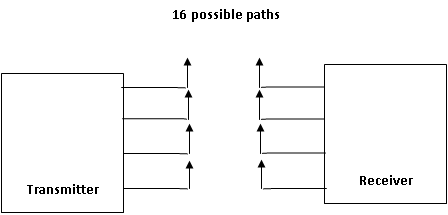 16 possible paths
Receiver
Transmitter